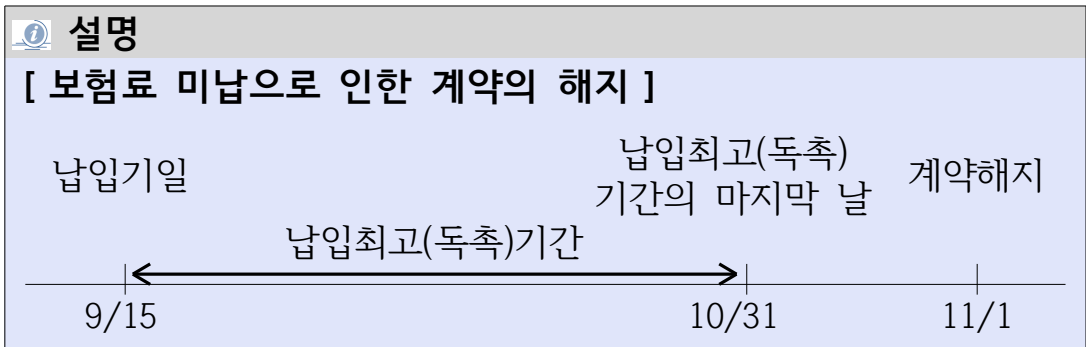 설명
[ 보험료 미납으로 인한 계약의 해지 ]
납입기일
납입최고(독촉)
기간의 마지막 날
계약해지
납입최고(독촉)기간
9/15
10/31
11/1